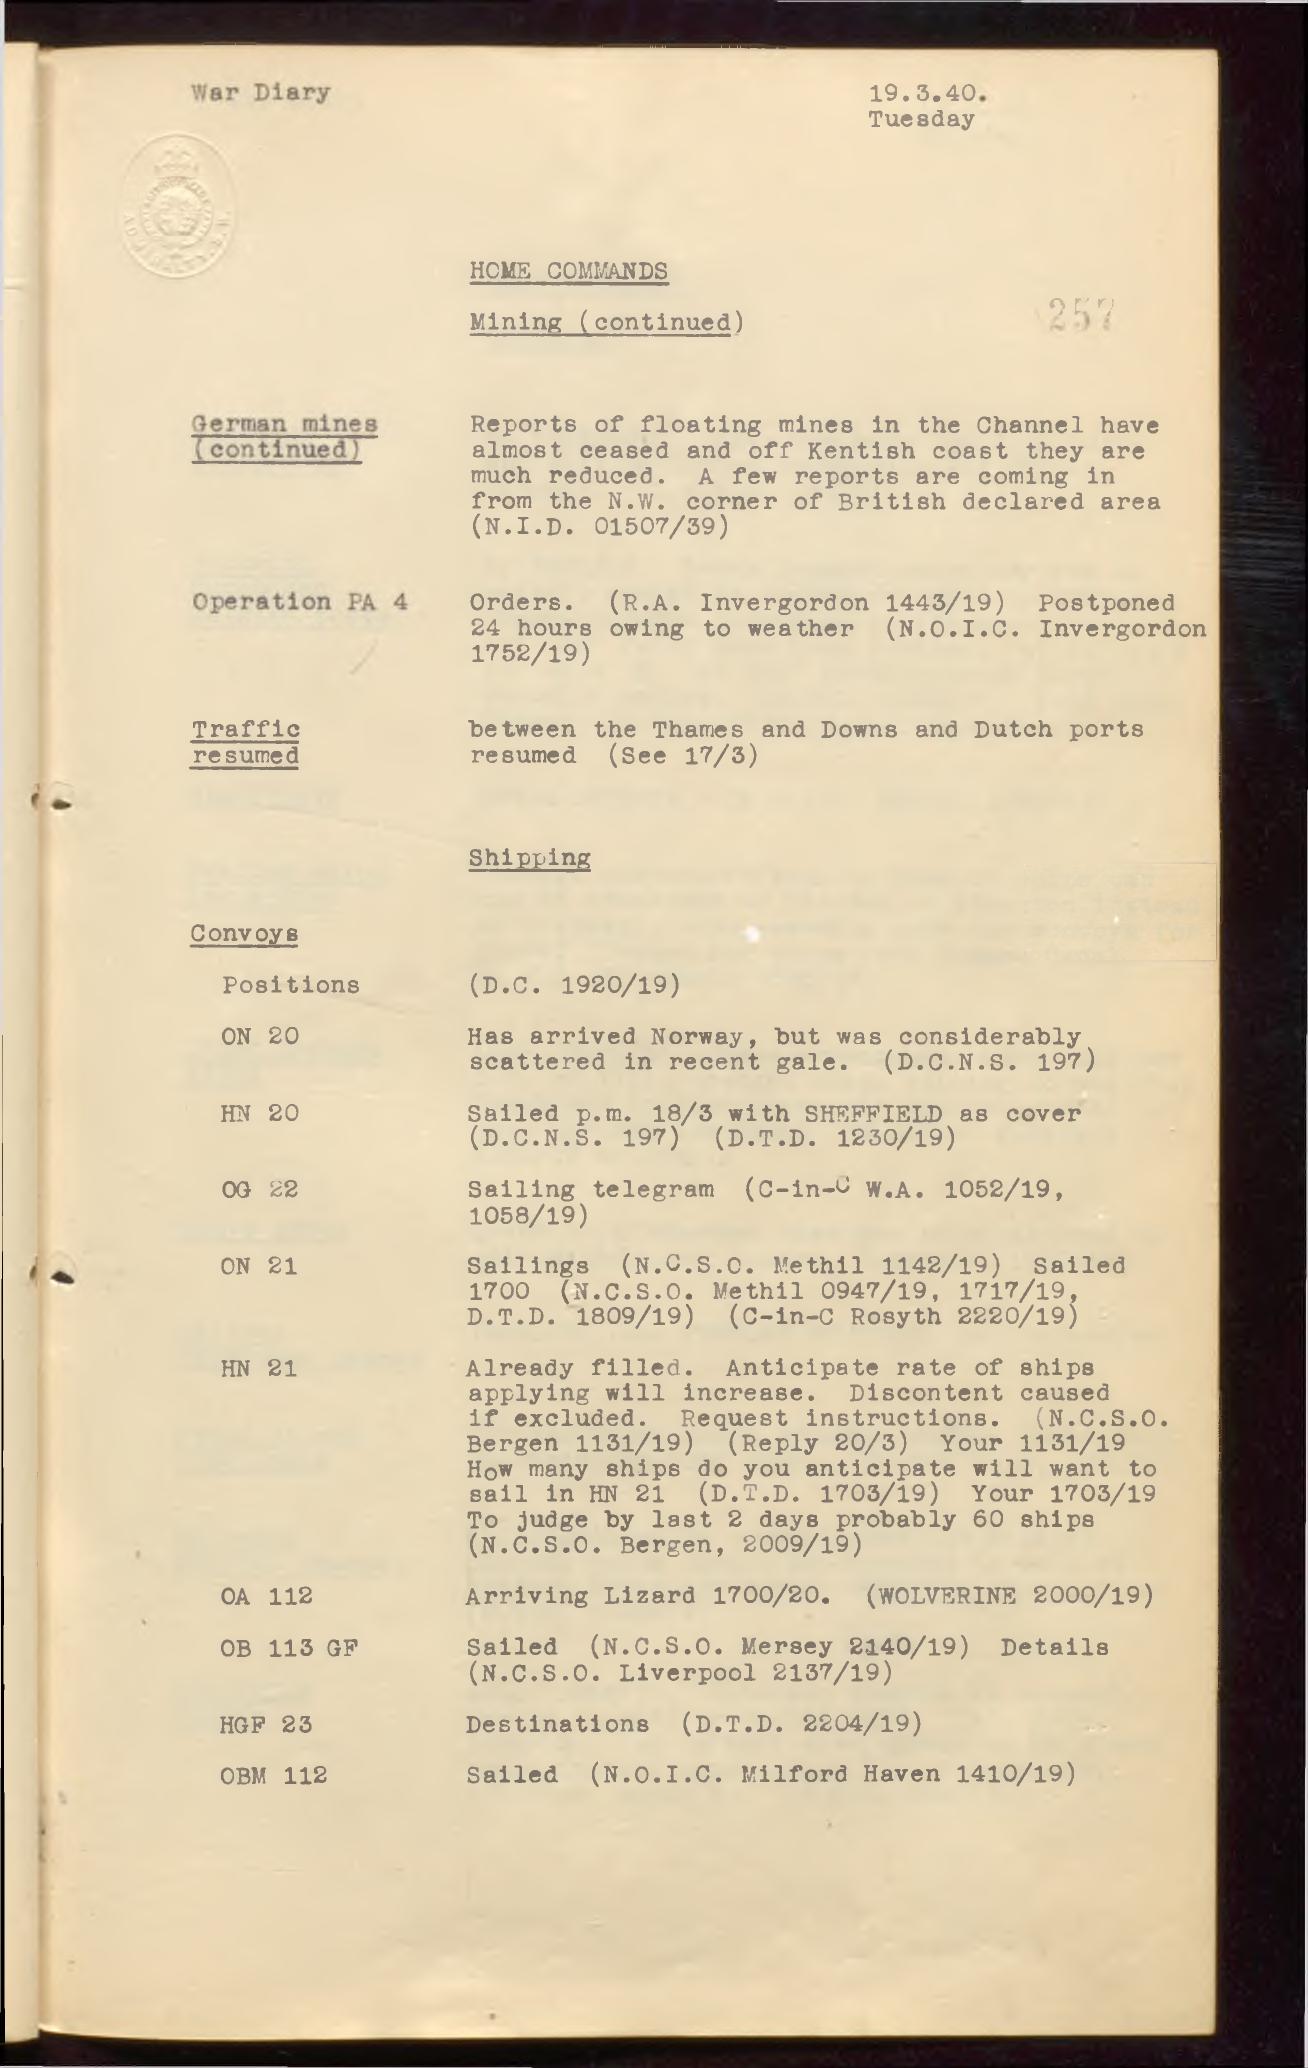 War Diary
19.3.40.
Tuesday
HOME COMMANDS
Mining (continued)
257
German mines
(continued)
Reports of floating mines in the Channel have
almost ceased and off Kentish coast they are
much reduced. A few reports are coming in
from the N.W. corner of British declared area
(N.I.D. 01507/39)
Operation PA 4
Orders. (R.A. Invergordon 1443/19) Postponed
24 hours owing to weather (N.O.I.C. Invergordon
1752/19)
Traffic
resumed
between the Thames and Downs and Dutch ports
resumed (See 17/3)
Shipping
Convoys
Positions (D.C. 1920/19)
ON 20 Has arrived Norway, but was considerably
scattered in recent gale. (D.C.N.S. 197)
HN 20 Sailed p.m. 18/3 with SHEFFIELD as cover
(D.C.N.S. 197) (D.T.D. 1230/19)
OG 22 Sailing telegram (C-in-C W.A. 1052/19,
1058/19)
ON 21 Sailings (N.C.S.O. Methil 1142/19) Sailed
1700 (N.C.S.O. Methil 0947/19, 1717/19,
D.T.D. 1809/19) (C-in-C Rosyth 2220/19)
HN 21 Already filled. Anticipate rate of ships
applying will increase. Discontent caused
if excluded. Request instructions. (N.C.S.O.
Bergen 1131/19) (Reply 20/3) Your 1131/19
How many ships do you anticipate will want to
sail in HN 21 (D.T.D. 1703/19) Your 1703/19
To judge by last 2 days probably 60 ships
(N.C.S.O. Bergen, 2009/19)
OA 112 Arriving Lizard 1700/20. (WOLVERINE 2000/19)
OB 113 GF Sailed (N.C.S.O. Mersey 2140/19) Details
(N.C.S.O. Liverpool 2137/19)
HGF 23 Destinations (D.T.D. 2204/19)
OBM 112 Sailed (N.O.I.C. Milford Haven 1410/19)